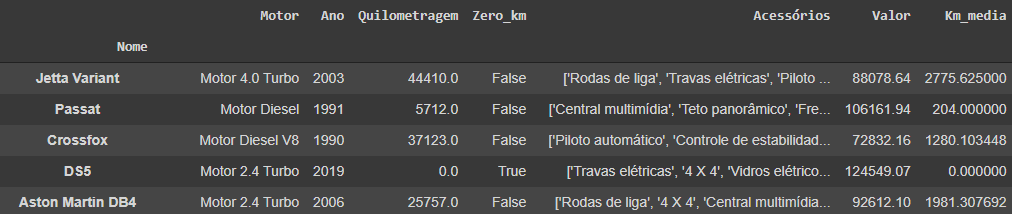 Motor Ano Quilometragem Zero_km Acessórios Valor Km_media
Nome
Jetta Variant Motor 4.0 Turbo 2003 44410.0 False ['Rodas de liga', 'Travas elétricas', 'Piloto ... 88078.64 2775.625000
Passat Motor Diesel 1991 5712.0 False ['Central multimídia', 'Teto panorâmico', 'Fre... 106161.94 204.000000
Crossfox Motor Diesel V8 1990 37123.0 False ['Piloto automático', 'Controle de estabilidad... 72832.16 1280.103448
DS5 Motor 2.4 Turbo 2019 0.0 True ['Travas elétricas', '4 X 4', 'Vidros elétrico... 124549.07 0.000000
Aston Martin DB4 Motor 2.4 Turbo 2006 25757.0 False ['Rodas de liga', '4 X 4', 'Central multimídia... 92612.10 1981.307692